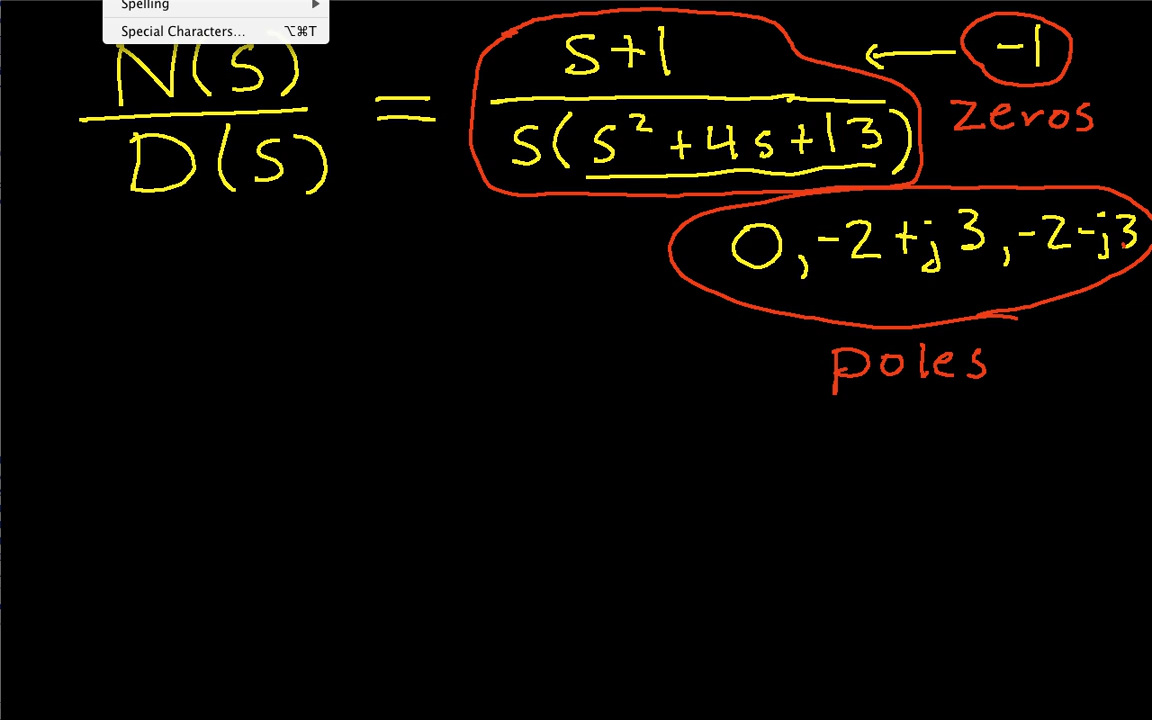 Spelling
Special Characters... ⌥⌘T
N(s)
D(s)
=
s+1
s(s²+4s+13)
-1
zeros
0, -2+j3, -2-j3
poles